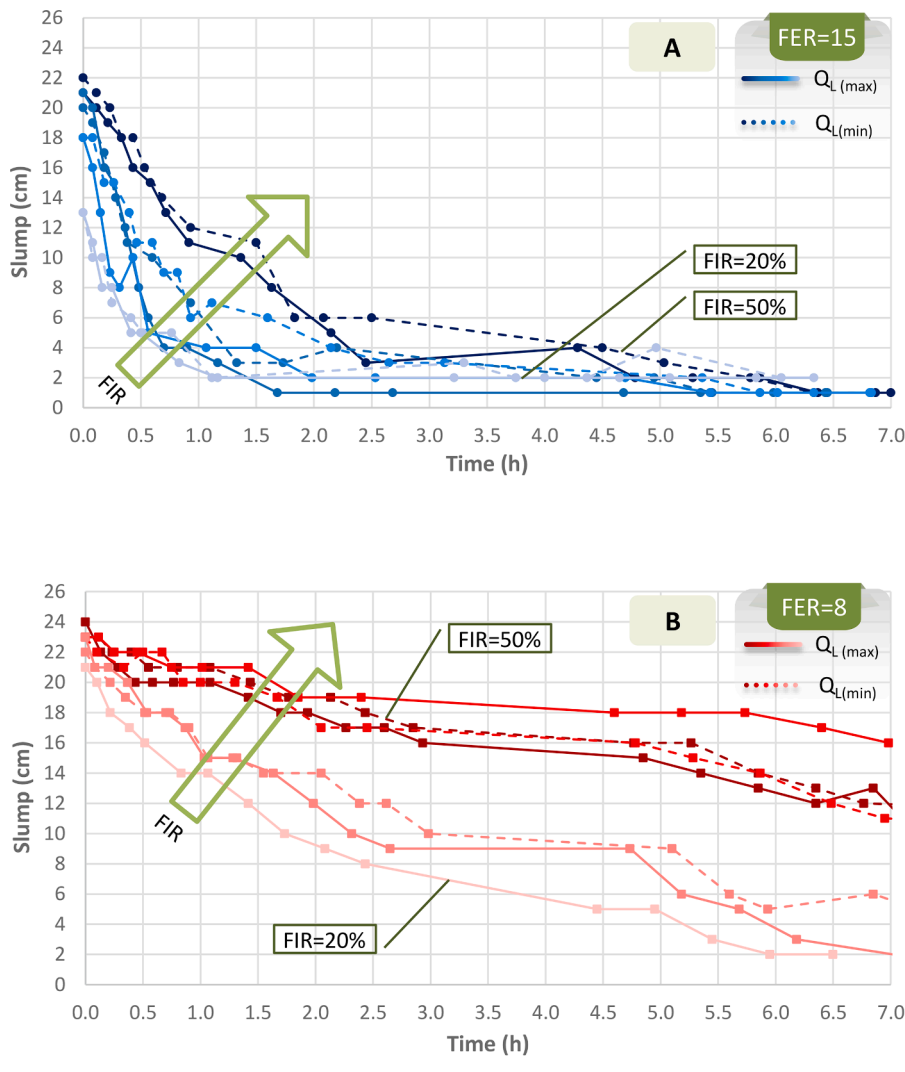 26
24
22
20
18
16
14
12
10
8
6
4
2
0
Slump (cm)
A
FER=15
Q L (max)
Q L(min)
FIR=20%
FIR=50%
FIR
0.0 0.5 1.0 1.5 2.0 2.5 3.0 3.5 4.0 4.5 5.0 5.5 6.0 6.5 7.0
Time (h)
26
24
22
20
18
16
14
12
10
8
6
4
2
0
Slump (cm)
B
FER=8
Q L (max)
Q L(min)
FIR=50%
FIR
FIR=20%
0.0 0.5 1.0 1.5 2.0 2.5 3.0 3.5 4.0 4.5 5.0 5.5 6.0 6.5 7.0
Time (h)